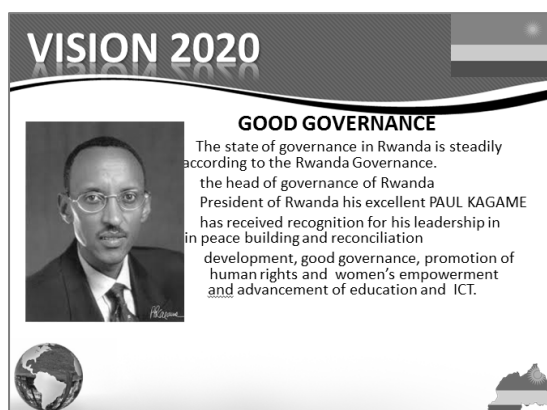 VISION 2020
GOOD GOVERNANCE
The state of governance in Rwanda is steadily
according to the Rwanda Governance.
the head of governance of Rwanda
President of Rwanda his excellent PAUL KAGAME
has received recognition for his leadership in
in peace building and reconciliation
development, good governance, promotion of
human rights and women's empowerment
and advancement of education and ICT.